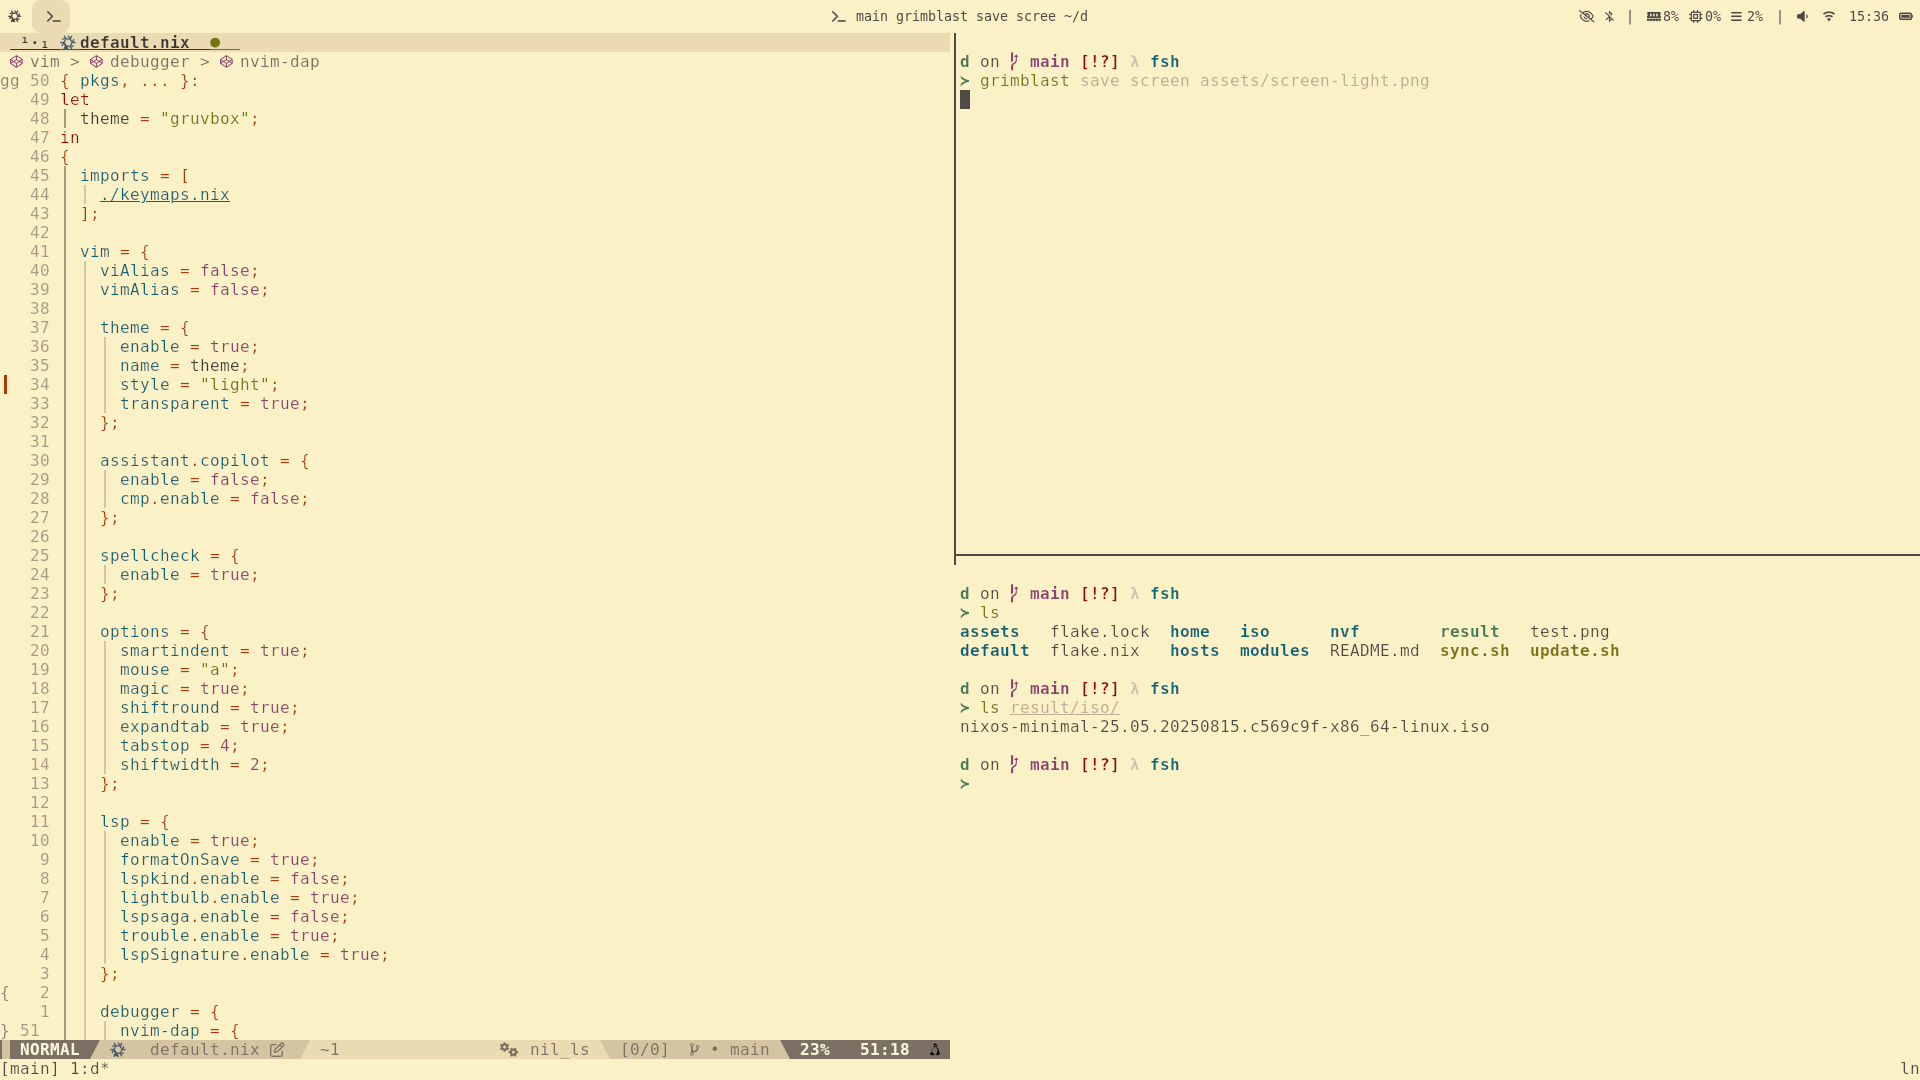 main grimblast save scree ~/d
| 8% 0% 2% | 15:36
¹·₁ default.nix ●
vim > debugger > nvim-dap
gg 50 { pkgs, ... }:
49 let
48 theme = "gruvbox";
47 in
46 {
45 imports = [
44 ./keymaps.nix
43 ];
42
41 vim = {
40 viAlias = false;
39 vimAlias = false;
38
37 theme = {
36 enable = true;
35 name = theme;
34 style = "light";
33 transparent = true;
32 };
31
30 assistant.copilot = {
29 enable = false;
28 cmp.enable = false;
27 };
26
25 spellcheck = {
24 enable = true;
23 };
22
21 options = {
20 smartindent = true;
19 mouse = "a";
18 magic = true;
17 shiftround = true;
16 expandtab = true;
15 tabstop = 4;
14 shiftwidth = 2;
13 };
12
11 lsp = {
10 enable = true;
9 formatOnSave = true;
8 lspkind.enable = false;
7 lightbulb.enable = true;
6 lspsaga.enable = false;
5 trouble.enable = true;
4 lspSignature.enable = true;
3 };
{ 2
1 debugger = {
} 51 nvim-dap = {
NORMAL default.nix ~1 nil_ls [0/0] • main 23% 51:18
d on main [!?] λ fsh
➤ grimblast save screen assets/screen-light.png
d on main [!?] λ fsh
➤ ls
assets flake.lock home iso nvf result test.png
default flake.nix hosts modules README.md sync.sh update.sh
d on main [!?] λ fsh
➤ ls result/iso/
nixos-minimal-25.05.20250815.c569c9f-x86_64-linux.iso
d on main [!?] λ fsh
➤
[main] 1:d* ln